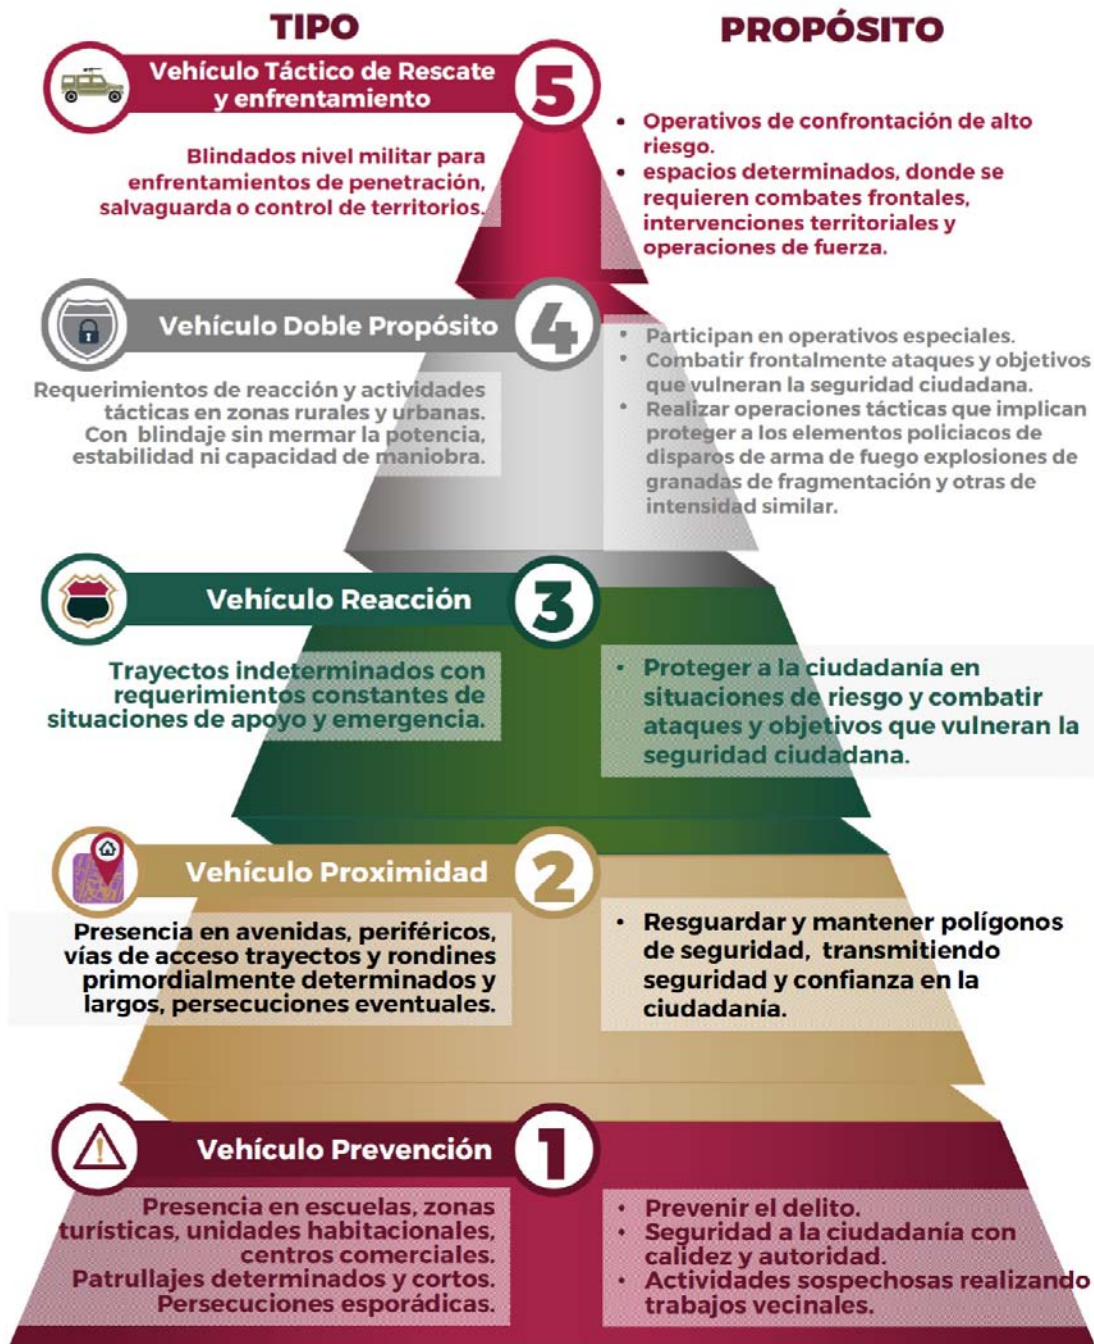 TIPO
PROPÓSITO
Vehículo Táctico de Rescate
y enfrentamiento
5
Blindados nivel militar para
enfrentamientos de penetración,
salvaguarda o control de territorios.
• Operativos de confrontación de alto
riesgo.
• espacios determinados, donde se
requieren combates frontales,
intervenciones territoriales y
operaciones de fuerza.
Vehículo Doble Propósito
4
Requerimientos de reacción y actividades
tácticas en zonas rurales y urbanas.
Con blindaje sin mermar la potencia,
estabilidad ni capacidad de maniobra.
• Participan en operativos especiales.
• Combatir frontalmente ataques y objetivos
que vulneran la seguridad ciudadana.
• Realizar operaciones tácticas que implican
proteger a los elementos policiacos de
disparos de arma de fuego explosiones de
granadas de fragmentación y otras de
intensidad similar.
Vehículo Reacción
3
Trayectos indeterminados con
requerimientos constantes de
situaciones de apoyo y emergencia.
• Proteger a la ciudadanía en
situaciones de riesgo y combatir
ataques y objetivos que vulneran la
seguridad ciudadana.
Vehículo Proximidad
2
Presencia en avenidas, periféricos,
vías de acceso trayectos y rondines
primordialmente determinados y
largos, persecuciones eventuales.
• Resguardar y mantener polígonos
de seguridad, transmitiendo
seguridad y confianza en la
ciudadanía.
Vehículo Prevención
1
Presencia en escuelas, zonas
turísticas, unidades habitacionales,
centros comerciales.
Patrullajes determinados y cortos.
Persecuciones esporádicas.
• Prevenir el delito.
• Seguridad a la ciudadanía con
calidez y autoridad.
• Actividades sospechosas realizando
trabajos vecinales.